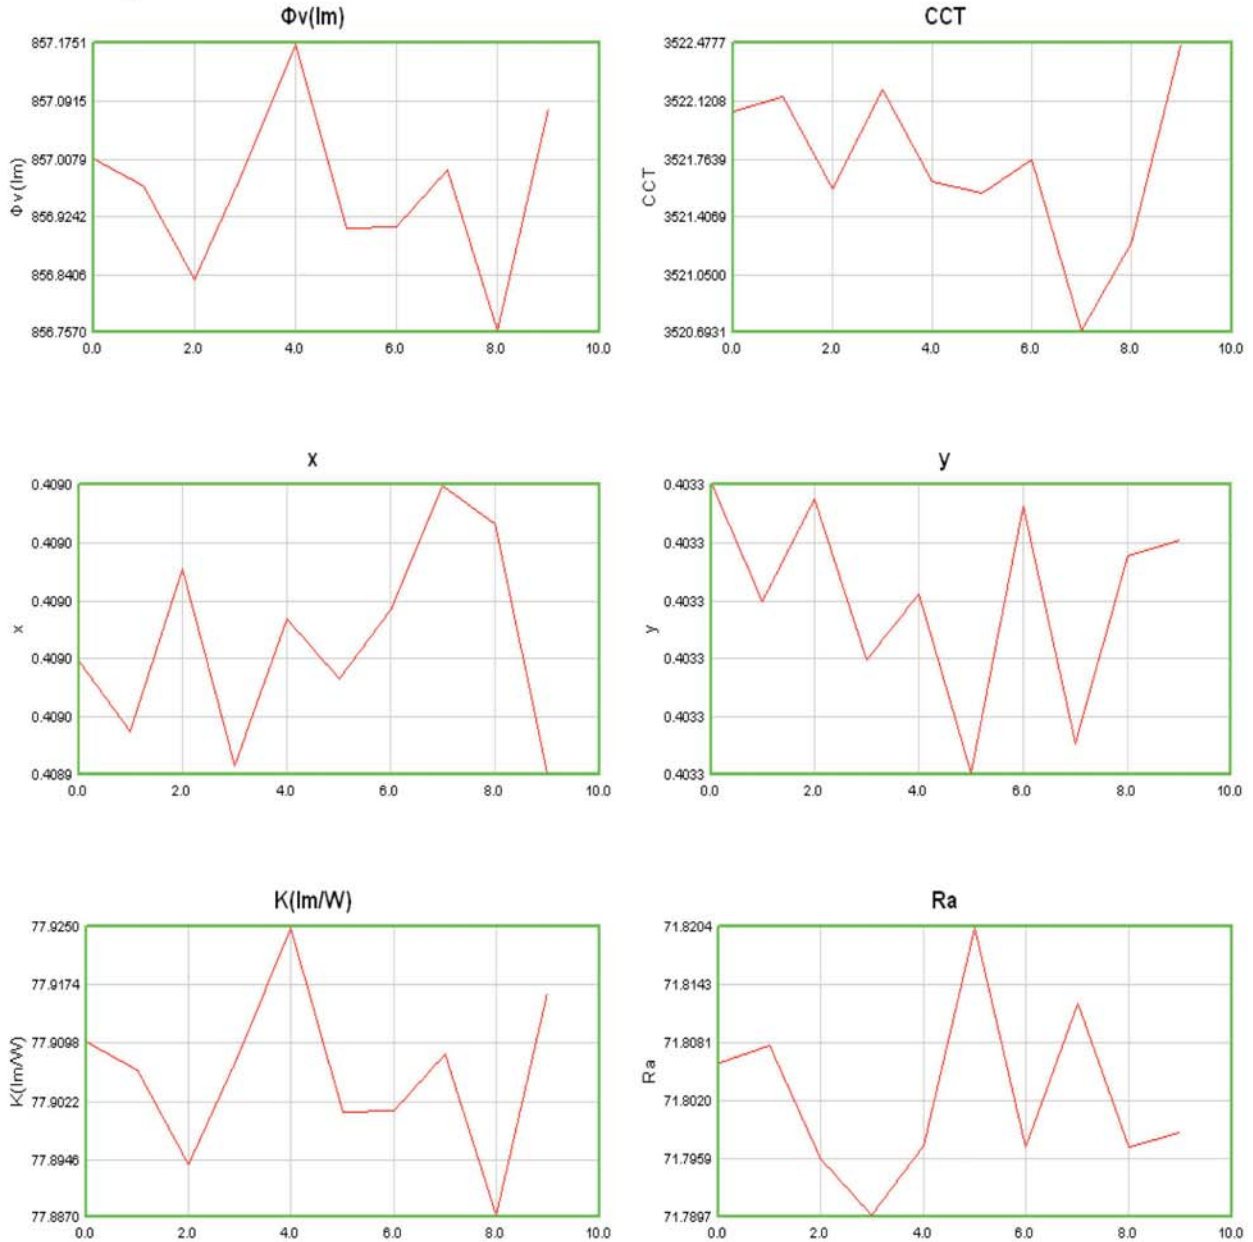 Φv(lm)
857.1751
857.0915
857.0079
856.9242
856.8406
856.7570
Φv(lm)
0.0 2.0 4.0 6.0 8.0 10.0
CCT
3522.4777
3522.1208
3521.7639
3521.4069
3521.0500
3520.6931
CCT
0.0 2.0 4.0 6.0 8.0 10.0
x
0.4090
0.4090
0.4090
0.4090
0.4090
0.4089
x
0.0 2.0 4.0 6.0 8.0 10.0
y
0.4033
0.4033
0.4033
0.4033
0.4033
0.4033
y
0.0 2.0 4.0 6.0 8.0 10.0
K(lm/W)
77.9250
77.9174
77.9098
77.9022
77.8946
77.8870
K(lm/W)
0.0 2.0 4.0 6.0 8.0 10.0
Ra
71.8204
71.8143
71.8081
71.8020
71.7959
71.7897
Ra
0.0 2.0 4.0 6.0 8.0 10.0